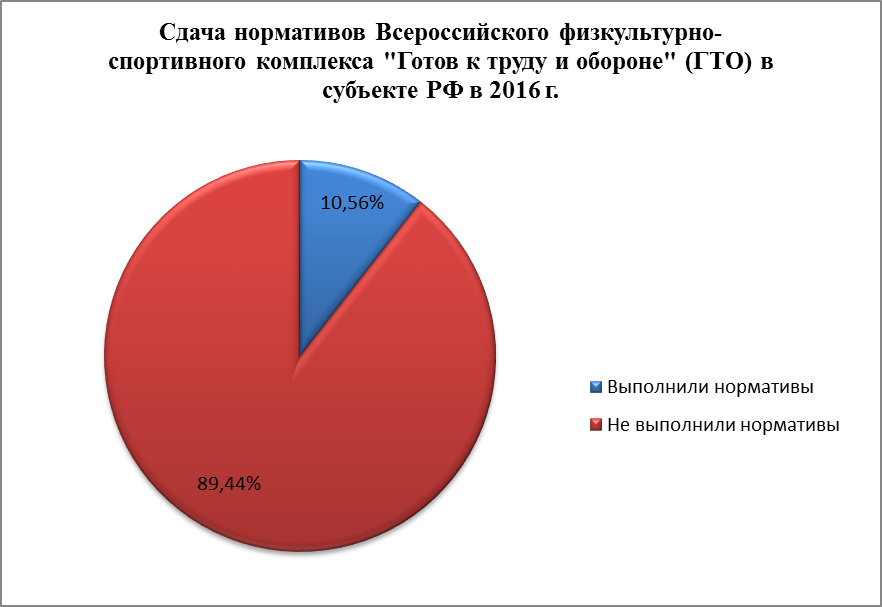 Сдача нормативов Всероссийского физкультурно-
спортивного комплекса "Готов к труду и обороне" (ГТО) в
субъекте РФ в 2016 г.
10,56%
Выполнили нормативы
Не выполнили нормативы
89,44%